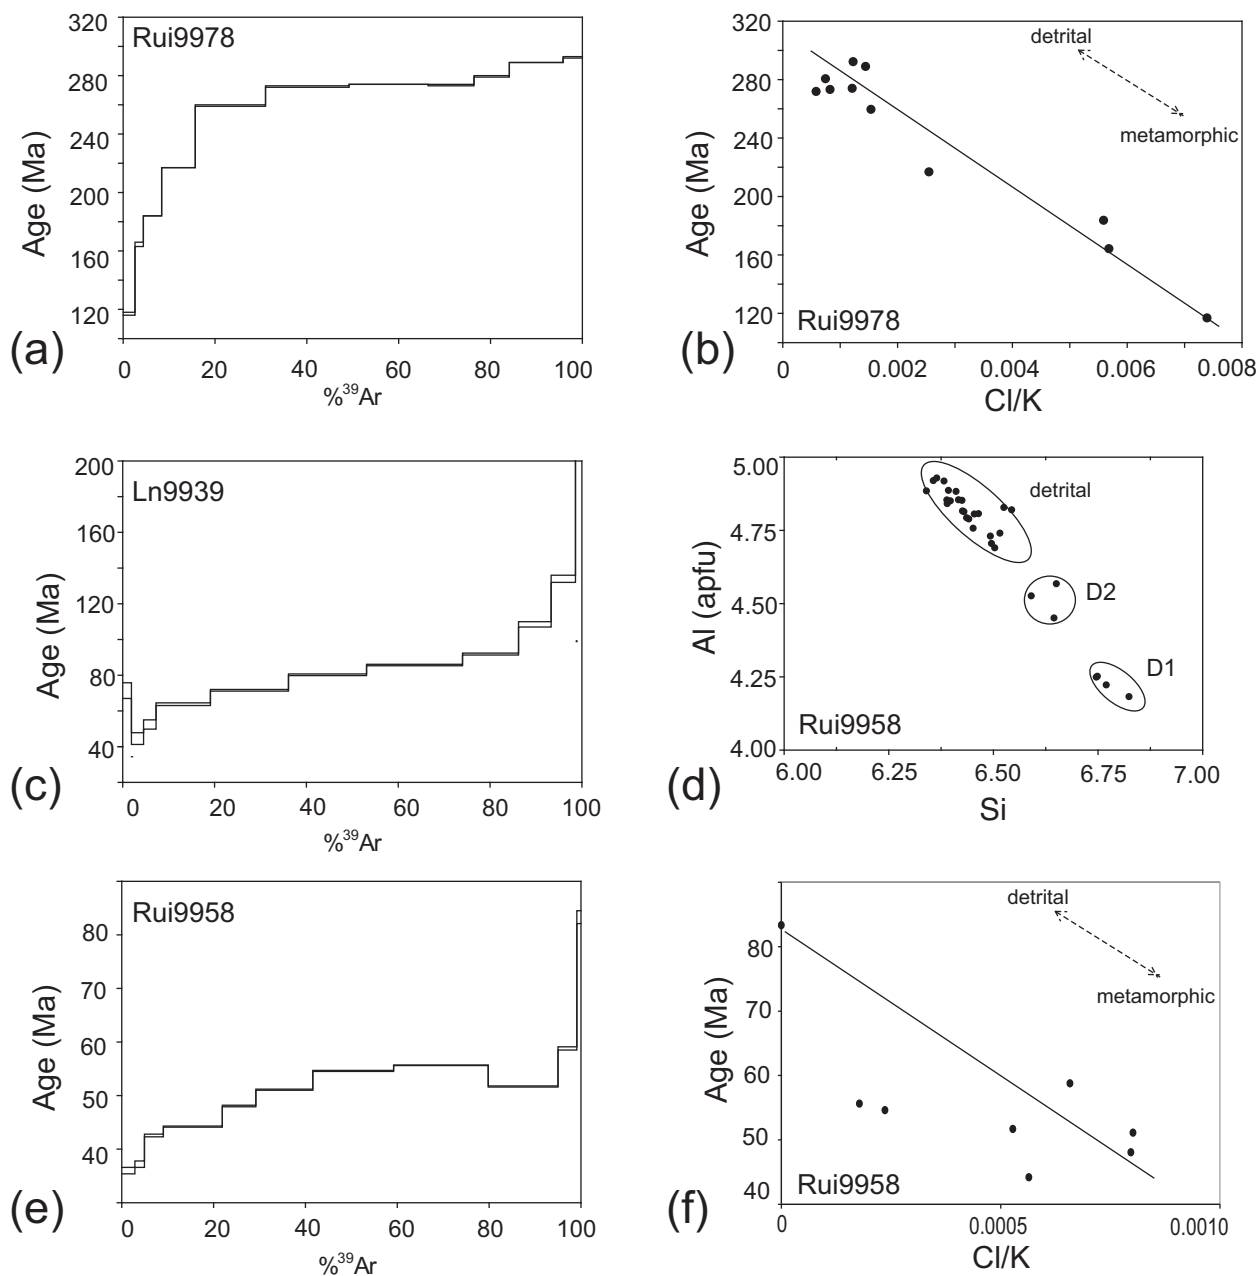 Rui9978
Age (Ma)
320
280
240
200
160
120
0
20
40
60
80
100
%³⁹Ar
(a)
detrital
metamorphic
Rui9978
Age (Ma)
320
280
240
200
160
120
0
0.002
0.004
0.006
0.008
Cl/K
(b)
Ln9939
Age (Ma)
200
160
120
80
40
0
20
40
60
80
100
%³⁹Ar
(c)
detrital
D2
D1
Rui9958
Al (apfu)
5.00
4.75
4.50
4.25
4.00
6.00
6.25
6.50
6.75
7.00
Si
(d)
Rui9958
Age (Ma)
80
70
60
50
40
0
20
40
60
80
100
%³⁹Ar
(e)
detrital
metamorphic
Rui9958
Age (Ma)
80
70
60
50
40
0
0.0005
0.0010
Cl/K
(f)